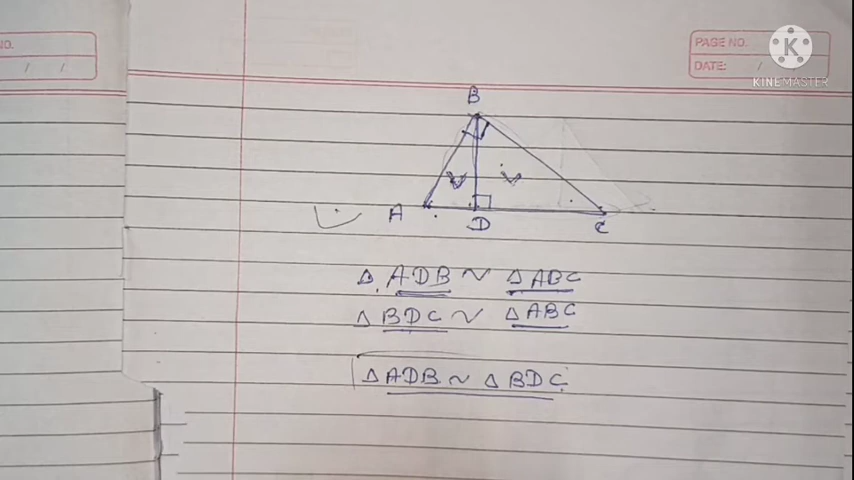 NO.
/ /
PAGE NO.
DATE: /
K
KINEMASTER
B
A
D
C
Δ ADB ~ Δ ABC
Δ BDC ~ Δ ABC
Δ ADB ~ Δ BDC